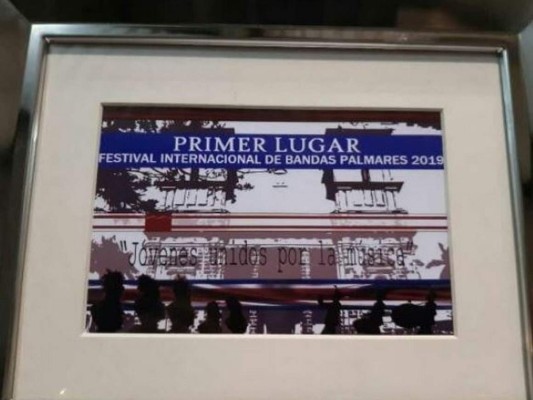 PRIMER LUGAR
FESTIVAL INTERNACIONAL DE BANDAS PALMARES 2019
"Jóvenes unidos por la música"